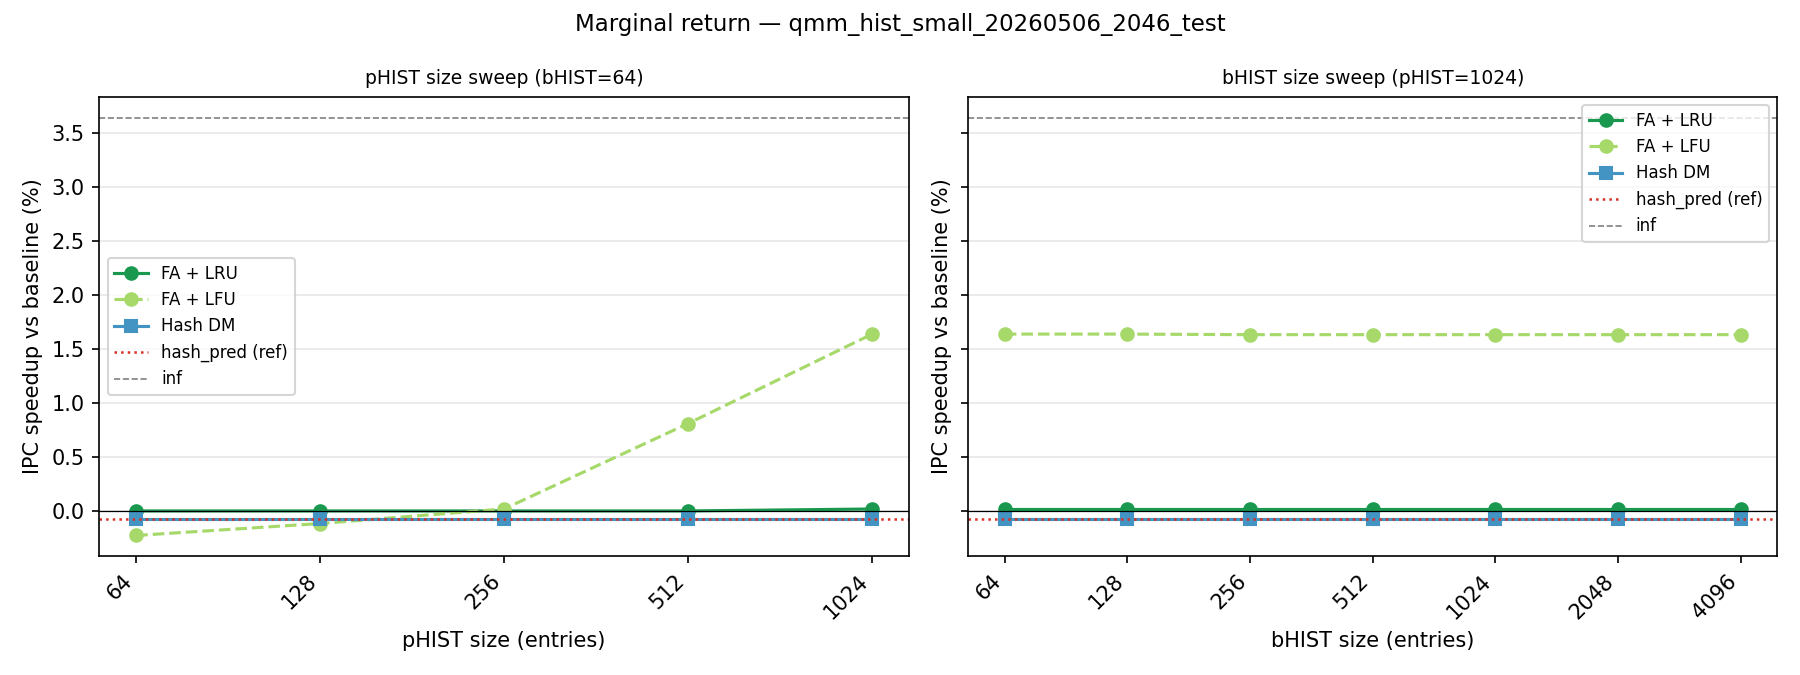 Marginal return — qmm_hist_small_20260506_2046_test
pHIST size sweep (bHIST=64)
IPC speedup vs baseline (%)
3.5
3.0
2.5
2.0
1.5
1.0
0.5
0.0
FA + LRU
FA + LFU
Hash DM
hash_pred (ref)
inf
64
128
256
512
1024
pHIST size (entries)
bHIST size sweep (pHIST=1024)
IPC speedup vs baseline (%)
FA + LRU
FA + LFU
Hash DM
hash_pred (ref)
inf
64
128
256
512
1024
2048
4096
bHIST size (entries)